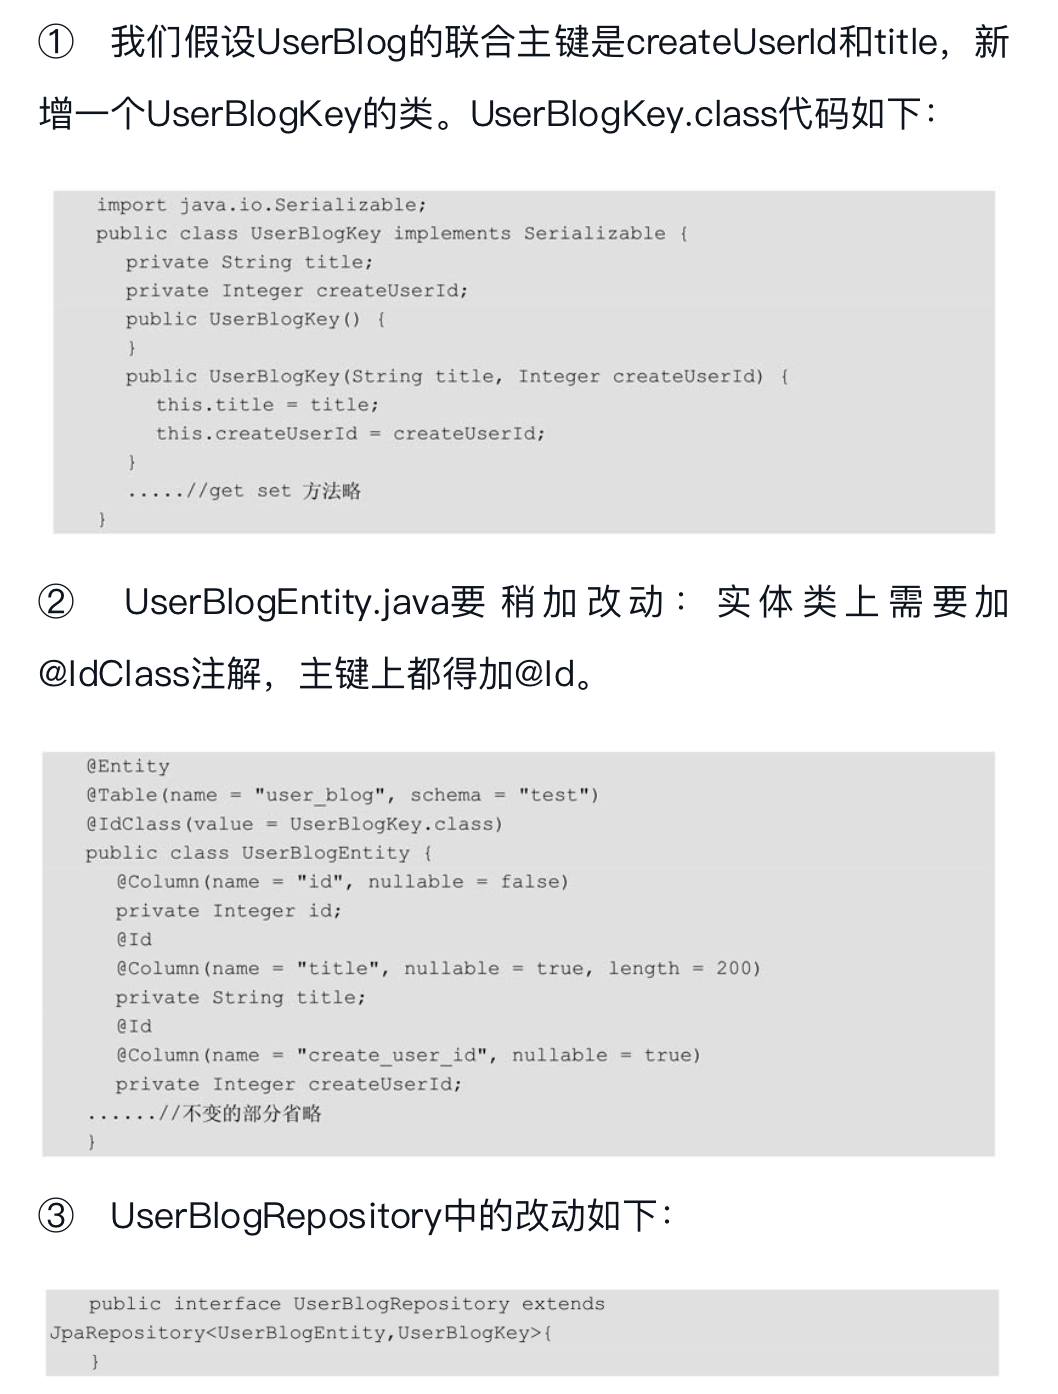 ① 我们假设UserBlog的联合主键是createUserId和title，新
增一个UserBlogKey的类。UserBlogKey.class代码如下：
import java.io.Serializable;
public class UserBlogKey implements Serializable {
private String title;
private Integer createUserId;
public UserBlogKey() {
}
public UserBlogKey(String title, Integer createUserId) {
this.title = title;
this.createUserId = createUserId;
}
.....//get set 方法略
}
② UserBlogEntity.java要稍加改动：实体类上需要加
@IdClass注解，主键上都得加@Id。
@Entity
@Table(name = "user_blog", schema = "test")
@IdClass(value = UserBlogKey.class)
public class UserBlogEntity {
@Column(name = "id", nullable = false)
private Integer id;
@Id
@Column(name = "title", nullable = true, length = 200)
private String title;
@Id
@Column(name = "create_user_id", nullable = true)
private Integer createUserId;
......//不变的部分省略
}
③ UserBlogRepository中的改动如下：
public interface UserBlogRepository extends
JpaRepository<UserBlogEntity,UserBlogKey>{
}